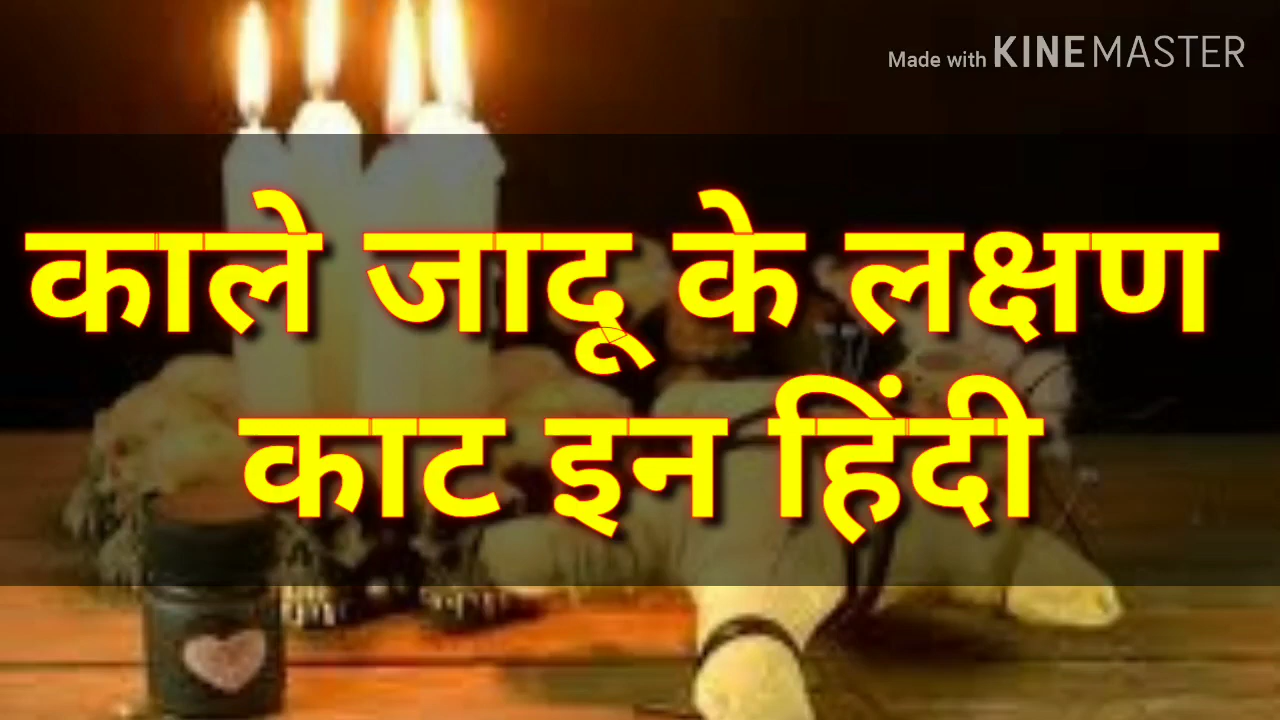 Made with KINEMASTER
काले जादू के लक्षण
काट इन हिंदी